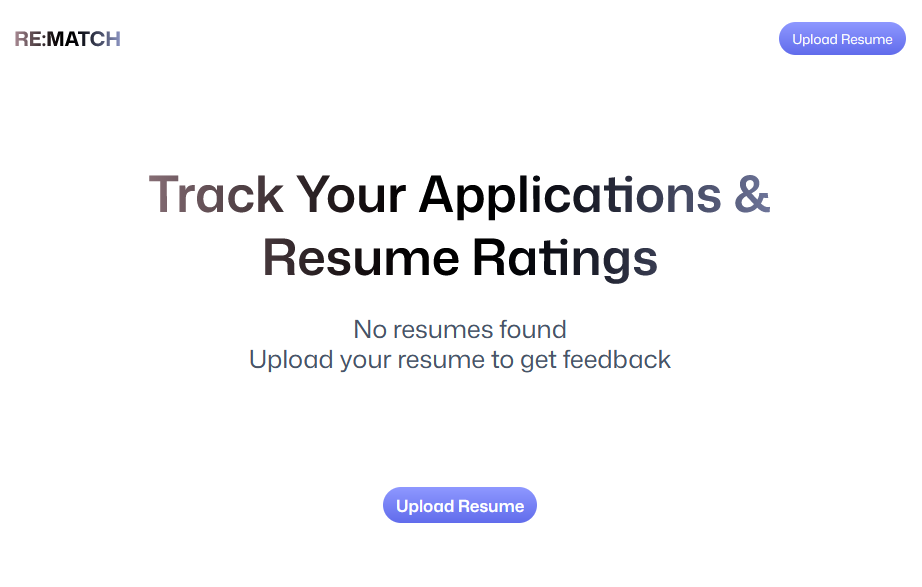 RE:MATCH
Upload Resume
Track Your Applications &
Resume Ratings
No resumes found
Upload your resume to get feedback
Upload Resume